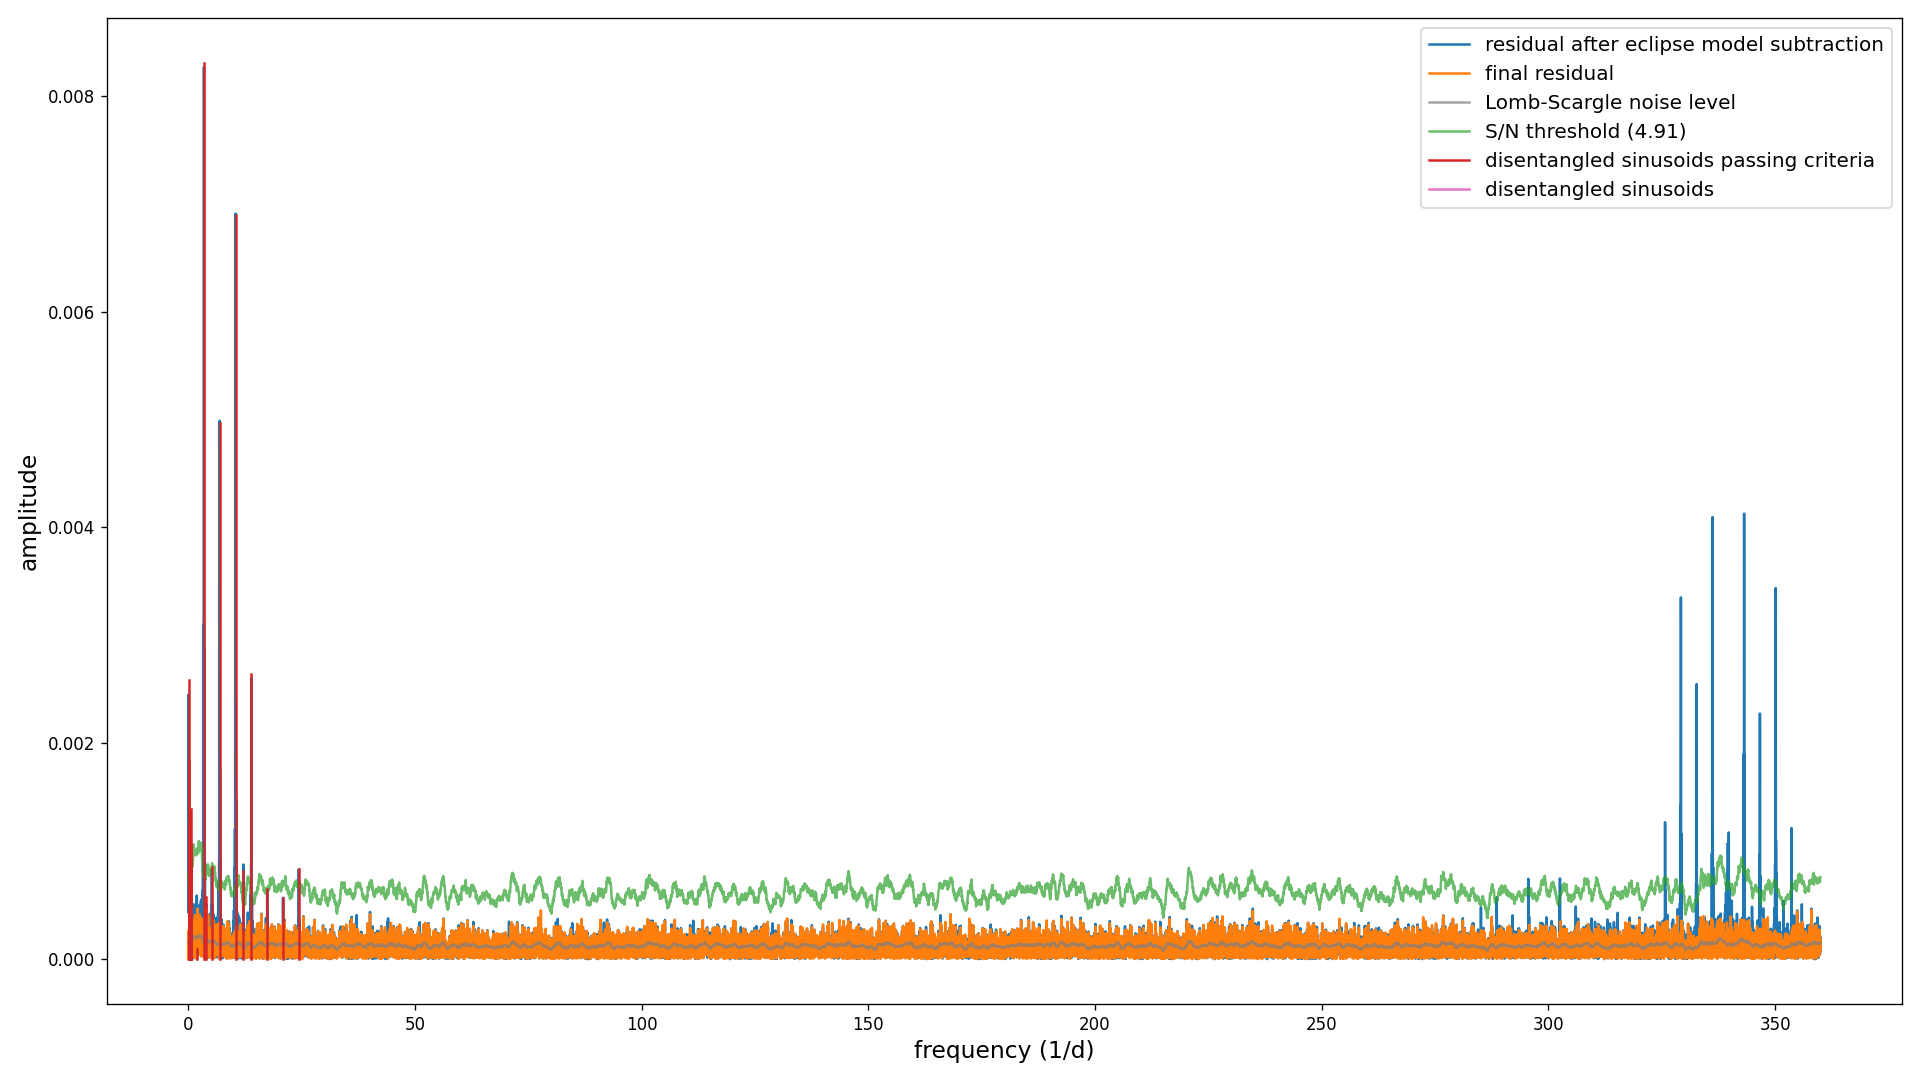 residual after eclipse model subtraction
final residual
Lomb-Scargle noise level
S/N threshold (4.91)
disentangled sinusoids passing criteria
disentangled sinusoids
0.008
0.006
0.004
0.002
0.000
amplitude
0 50 100 150 200 250 300 350
frequency (1/d)